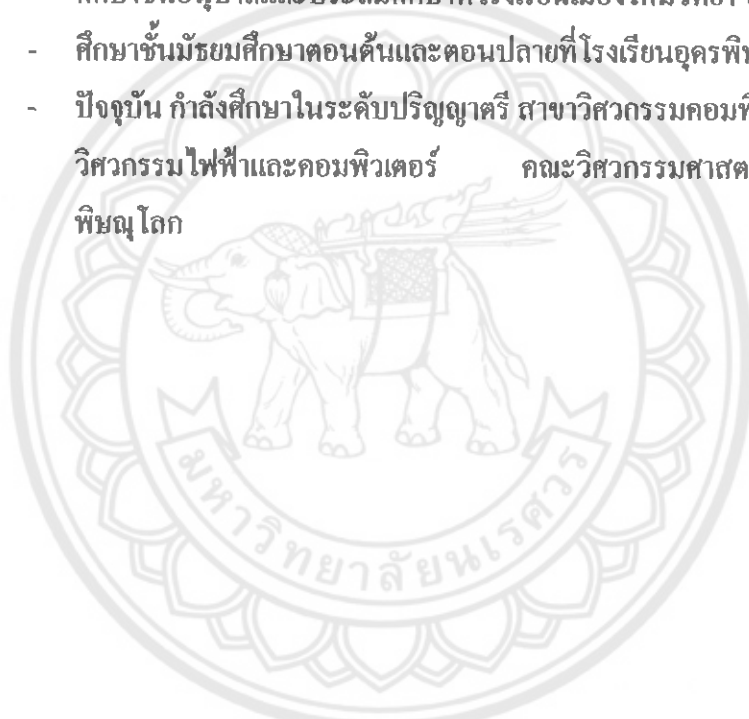 - ศึกษาชั้นมัธยมศึกษาตอนต้นและตอนปลายที่โรงเรียนอุดรพิ
- ปัจจุบัน กำลังศึกษาในระดับปริญญาตรี สาขาวิศวกรรมคอมพิ
วิศวกรรมไฟฟ้าและคอมพิวเตอร์ คณะวิศวกรรมศาสต
พิษณุโลก
มหาวิทยาลัยนเรศวร